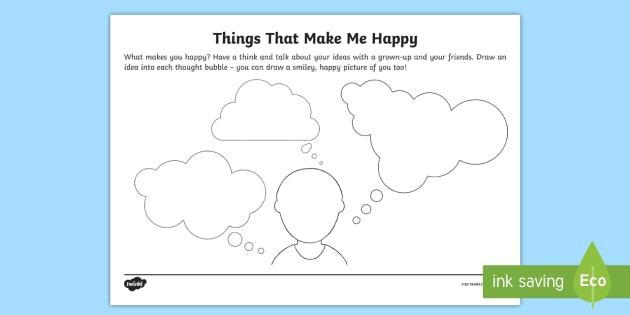 Things That Make Me Happy
What makes you happy? Have a think and talk about your ideas with a grown-up and your friends. Draw an
idea into each thought bubble – you can draw a smiley, happy picture of you too!
twinkl
ink saving
Eco